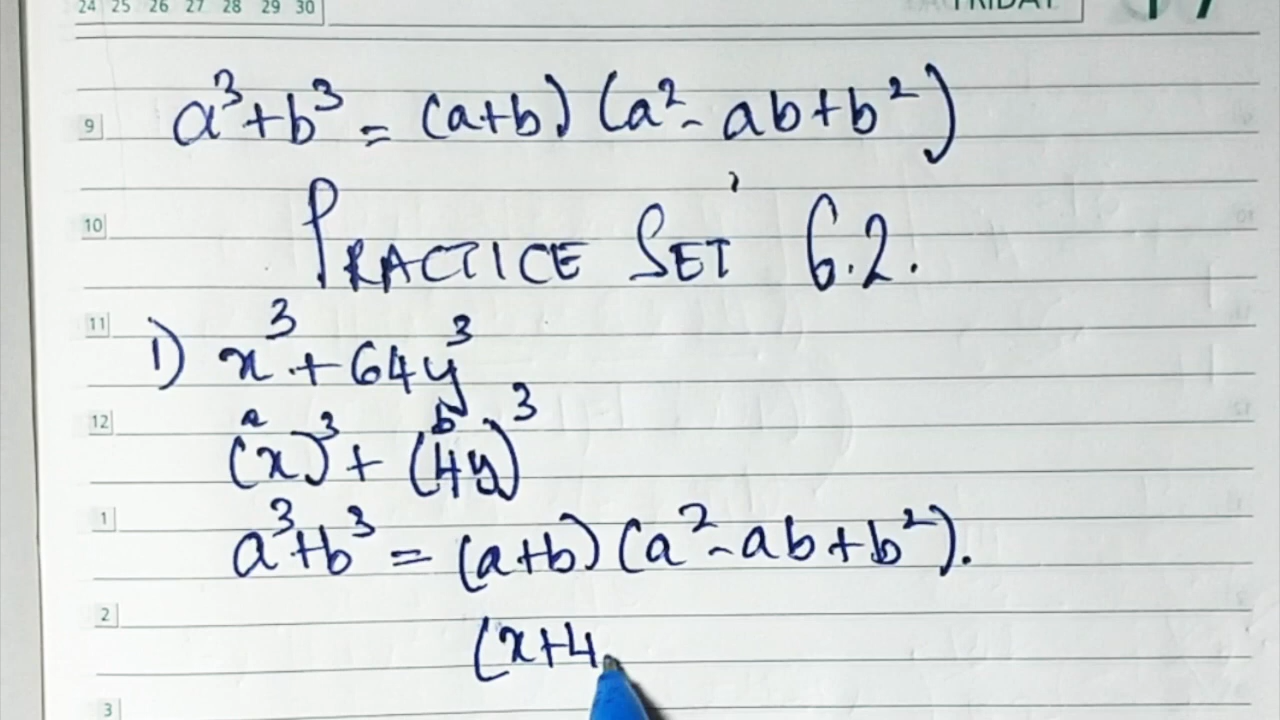 24 25 26 27 28 29 30
FRIDAY
9
a³+b³ = (a+b) (a²-ab+b²)
10
PRACTICE SET 6.2.
11
1) x³+64y³
12
a b
(x)³+(4y)³
1
a³+b³ = (a+b) (a²-ab+b²).
2
(x+4
3